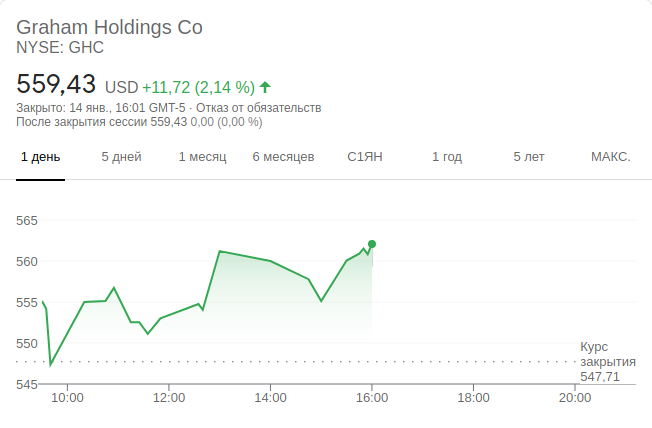 Graham Holdings Co
NYSE: GHC
559,43 USD +11,72 (2,14 %)
Закрыто: 14 янв., 16:01 GMT-5 · Отказ от обязательств
После закрытия сессии 559,43 0,00 (0,00 %)
1 день 5 дней 1 месяц 6 месяцев С1ЯН 1 год 5 лет МАКС.
565
560
555
550
545
Курс
закрытия
547,71
10:00 12:00 14:00 16:00 18:00 20:00